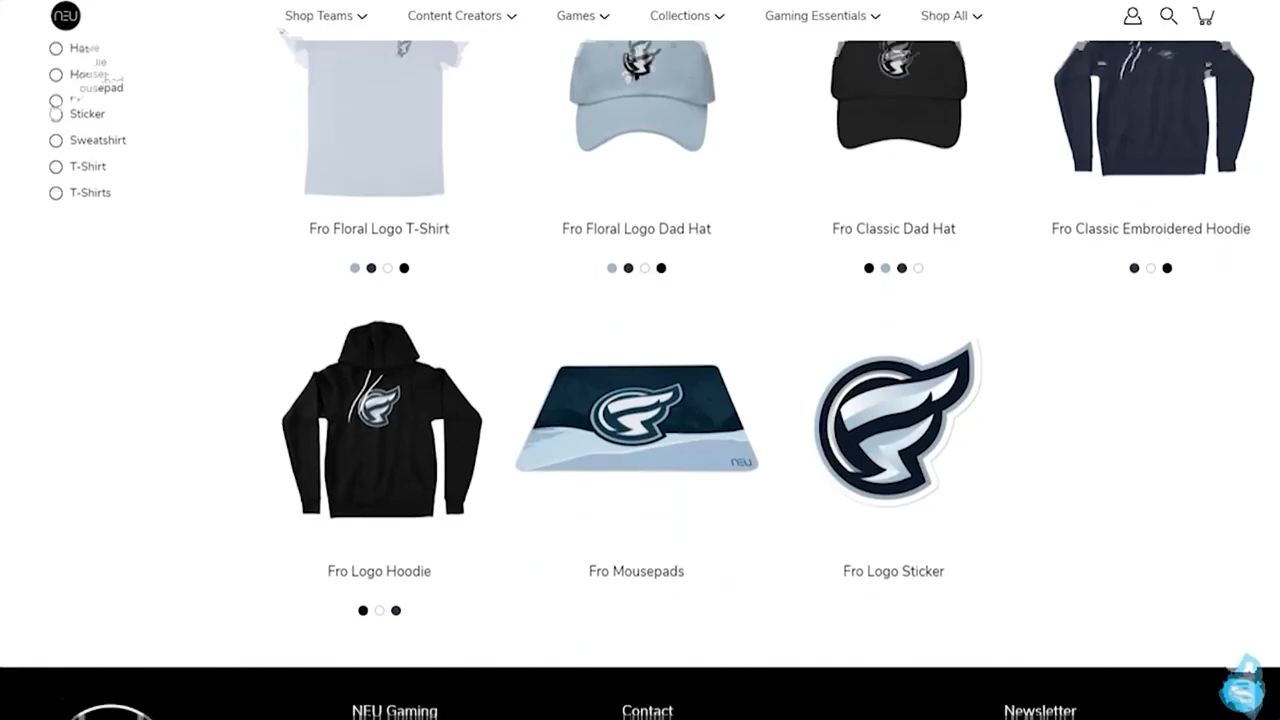 NEU
Shop Teams
Content Creators
Games
Collections
Gaming Essentials
Shop All
Sticker
Sweatshirt
T-Shirt
T-Shirts
Fro Floral Logo T-Shirt
Fro Floral Logo Dad Hat
Fro Classic Dad Hat
Fro Classic Embroidered Hoodie
NEU
Fro Logo Hoodie
Fro Mousepads
Fro Logo Sticker
NEU Gaming
Contact
Newsletter